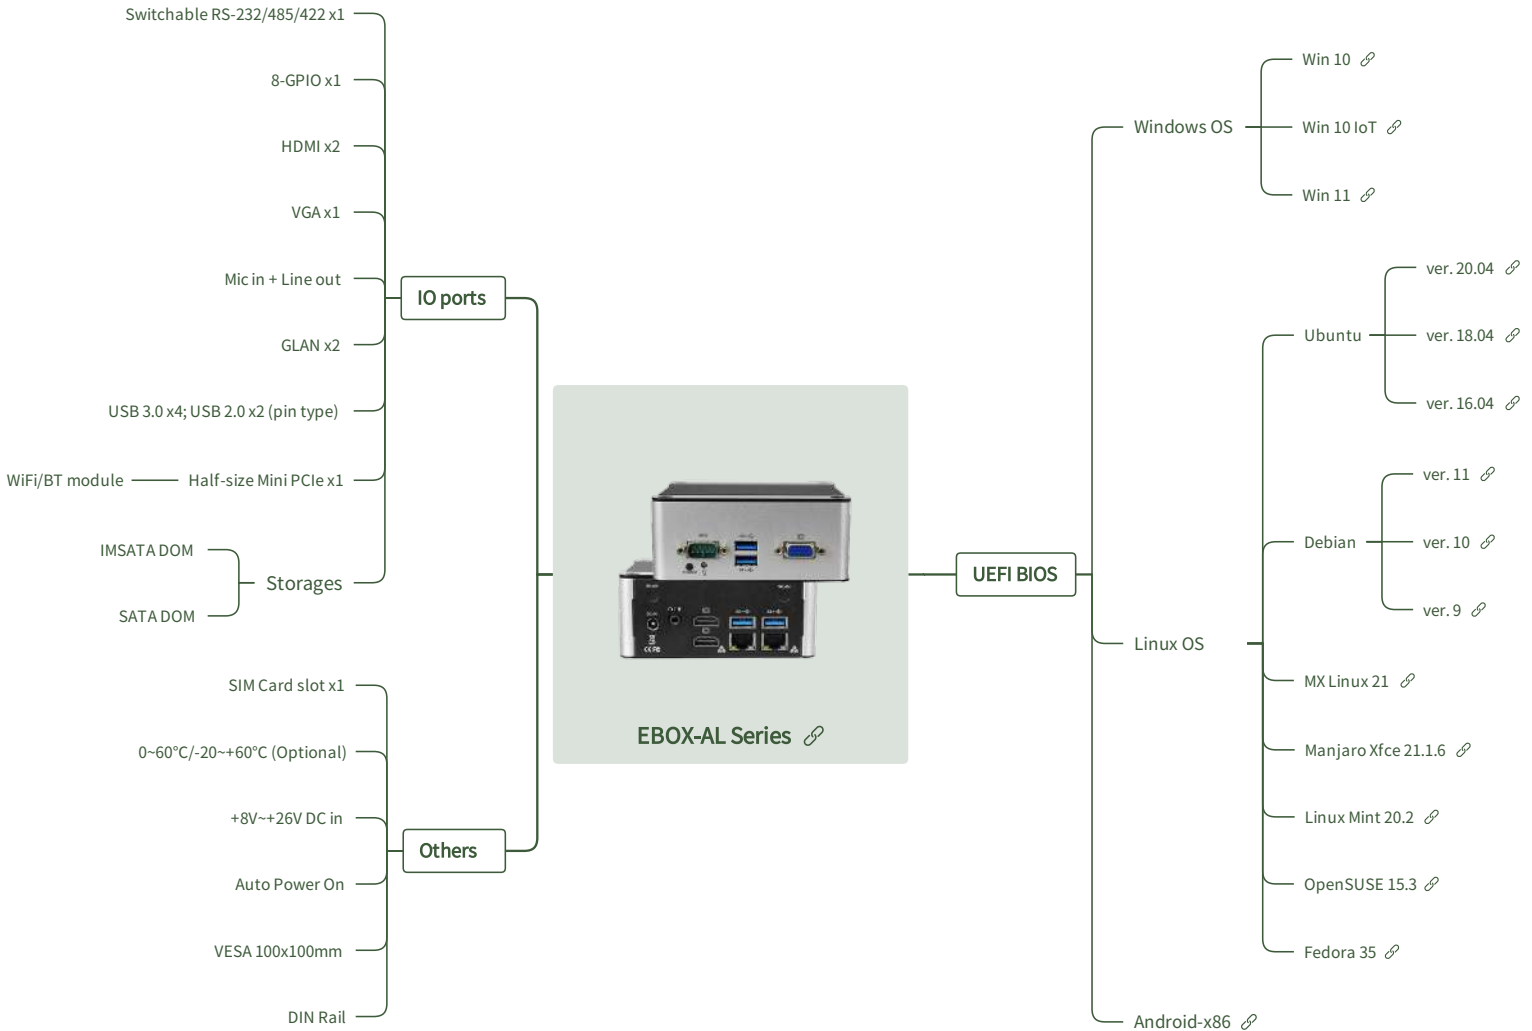 Switchable RS-232/485/422 x1
8-GPIO x1
HDMI x2
VGA x1
Mic in + Line out
GLAN x2
USB 3.0 x4; USB 2.0 x2 (pin type)
WiFi/BT module
Half-size Mini PCIe x1
IMSATA DOM
SATA DOM
Storages
IO ports
SIM Card slot x1
0~60°C/-20~+60°C (Optional)
+8V~+26V DC in
Auto Power On
VESA 100x100mm
DIN Rail
Others
EBOX-AL Series
UEFI BIOS
Windows OS
Win 10
Win 10 IoT
Win 11
Linux OS
Ubuntu
ver. 20.04
ver. 18.04
ver. 16.04
Debian
ver. 11
ver. 10
ver. 9
MX Linux 21
Manjaro Xfce 21.1.6
Linux Mint 20.2
OpenSUSE 15.3
Fedora 35
Android-x86